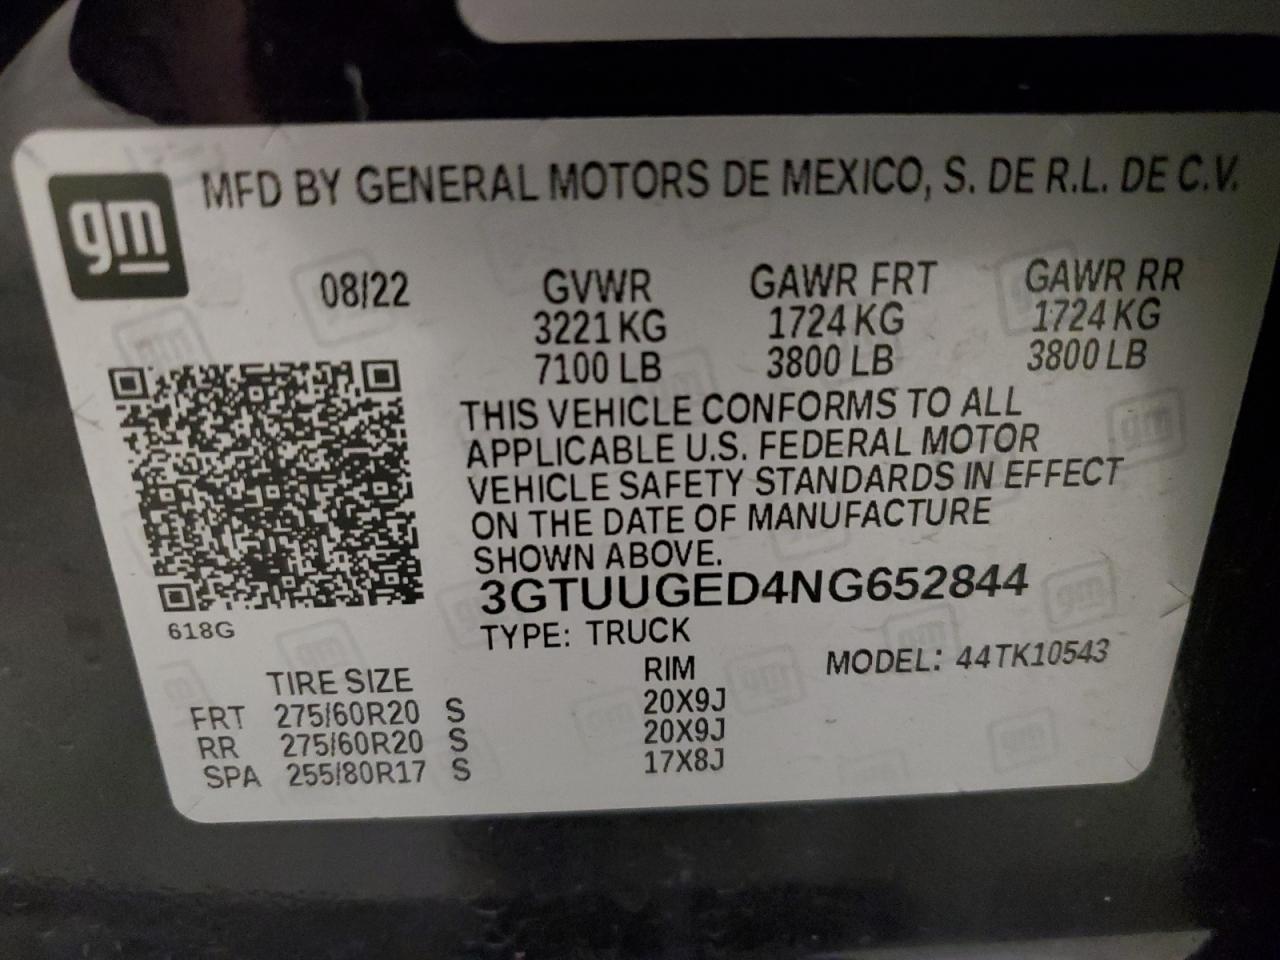 gm
MFD BY GENERAL MOTORS DE MEXICO, S. DE R.L. DE C.V.
08/22 GVWR GAWR FRT GAWR RR
3221 KG 1724 KG 1724 KG
7100 LB 3800 LB 3800 LB
THIS VEHICLE CONFORMS TO ALL
APPLICABLE U.S. FEDERAL MOTOR
VEHICLE SAFETY STANDARDS IN EFFECT
ON THE DATE OF MANUFACTURE
SHOWN ABOVE.
3GTUUGED4NG652844
618G
TYPE: TRUCK
TIRE SIZE RIM MODEL: 44TK10543
FRT 275/60R20 S 20X9J
RR 275/60R20 S 20X9J
SPA 255/80R17 S 17X8J